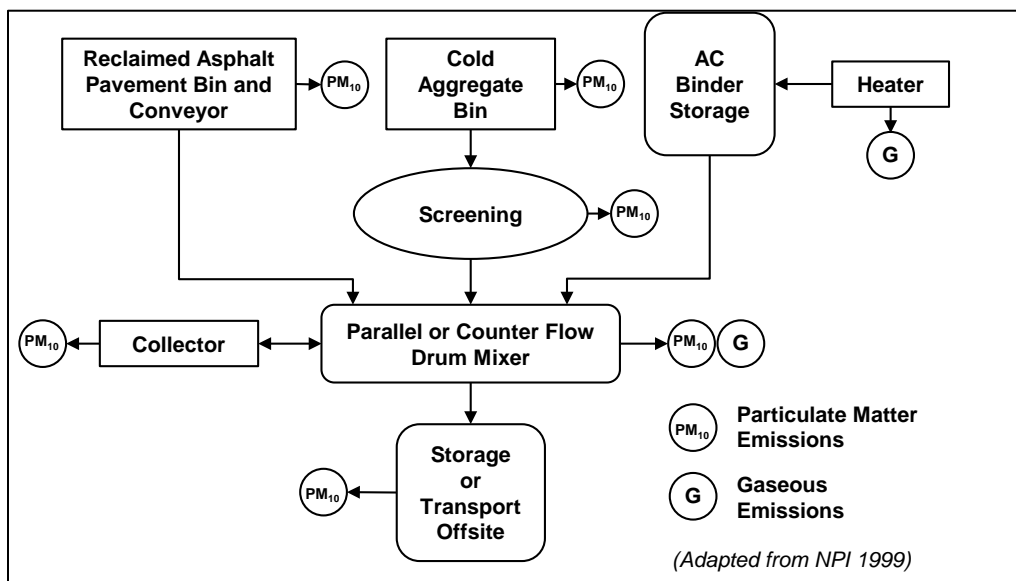 Reclaimed Asphalt
Pavement Bin and
Conveyor
PM₁₀
Cold
Aggregate
Bin
PM₁₀
AC
Binder
Storage
Heater
G
Screening
PM₁₀
PM₁₀
Collector
Parallel or Counter Flow
Drum Mixer
PM₁₀
G
Storage
or
Transport
Offsite
PM₁₀
PM₁₀
Particulate Matter
Emissions
G
Gaseous
Emissions
(Adapted from NPI 1999)